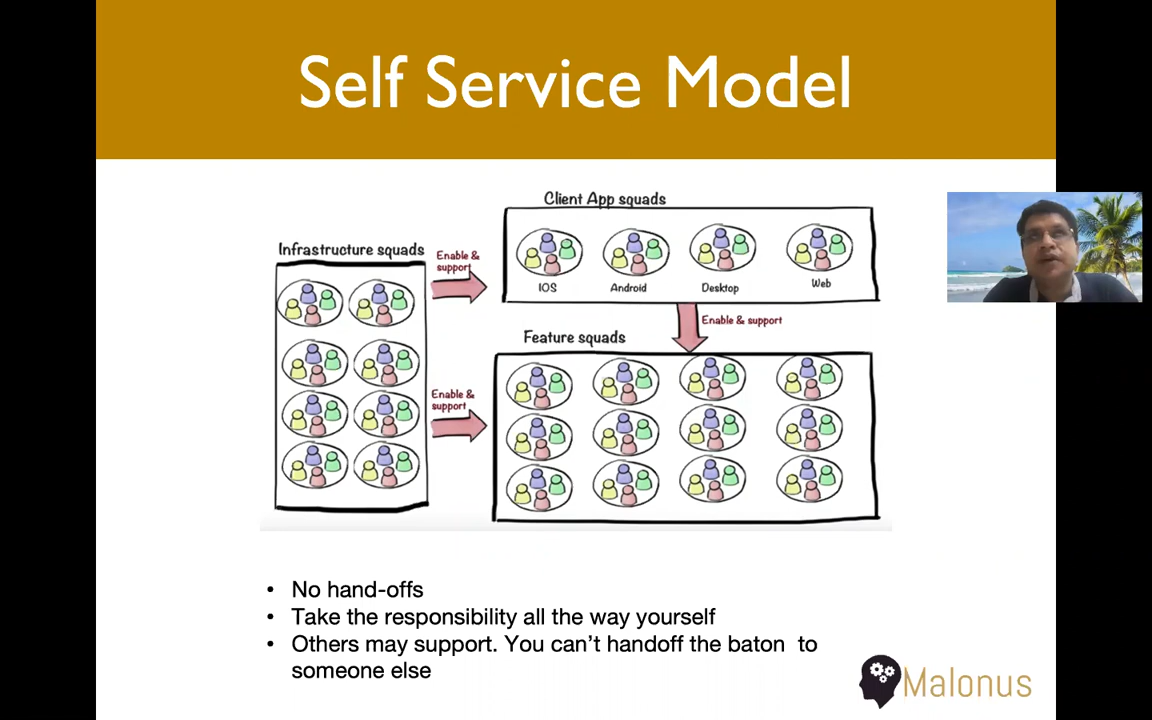 Self Service Model
Client App squads
Infrastructure squads
Enable &
support
IOS
Android
Desktop
Web
Enable & support
Feature squads
Enable &
support
• No hand-offs
• Take the responsibility all the way yourself
• Others may support. You can’t handoff the baton to
someone else
Malonus